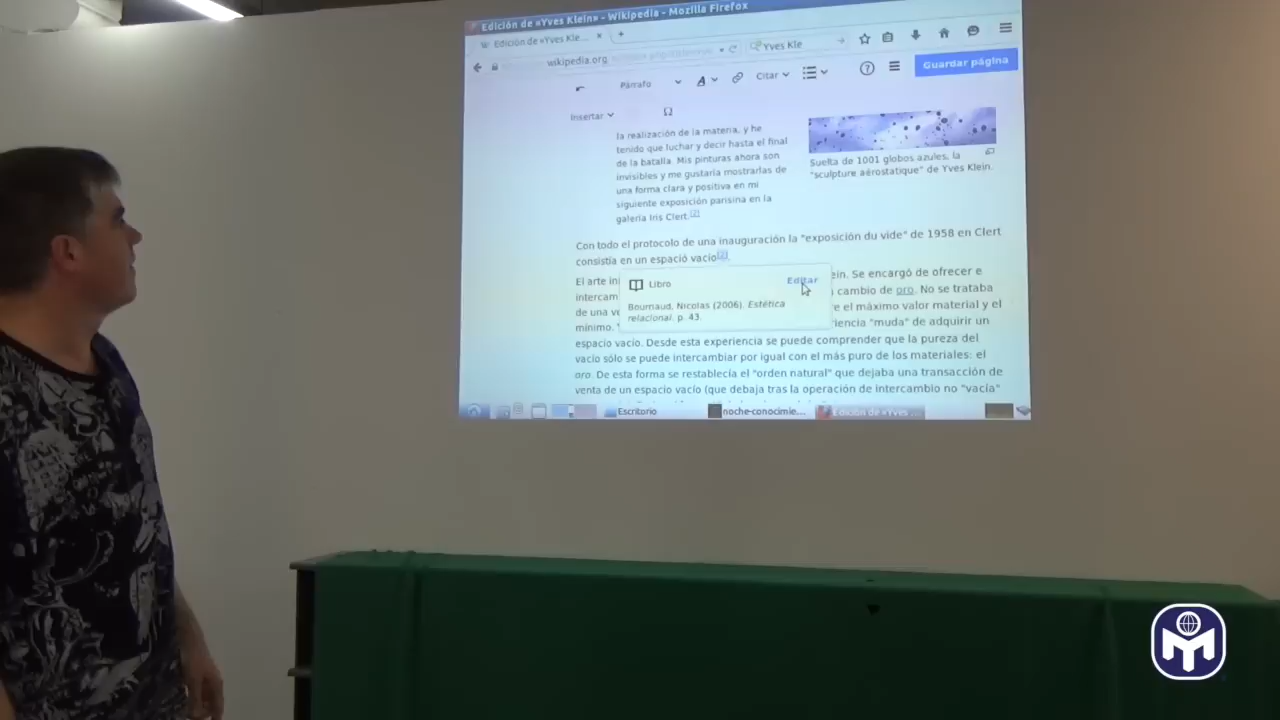 Edición de «Yves Klein» - Wikipedia - Mozilla Firefox
W Edición de «Yves Kle... × +
wikipedia.org
Yves Kle
Párrafo
A
Citar
Guardar página
Insertar
Ω
la realización de la materia, y he
tenido que luchar y decir hasta el final
de la batalla. Mis pinturas ahora son
invisibles y me gustaría mostrarlas de
una forma clara y positiva en mi
siguiente exposición parisina en la
galería Iris Clert.[2]
Suelta de 1001 globos azules, la
"sculpture aérostatique" de Yves Klein.
Con todo el protocolo de una inauguración la "exposición du vide" de 1958 en Clert
consistía en un espació vacío[2].
El arte in
ein. Se encargó de ofrecer e
intercam
cambio de oro. No se trataba
de una v
e el máximo valor material y el
mínimo.
riencia "muda" de adquirir un
Libro
Editar
Bournaud, Nicolas (2006). Estética
relacional. p. 43.
espacio vacío. Desde esta experiencia se puede comprender que la pureza del
vacío sólo se puede intercambiar por igual con el más puro de los materiales: el
oro. De esta forma se restablecía el "orden natural" que dejaba una transacción de
venta de un espacio vacío (que debaja tras la operación de intercambio no "vacía"
Escritorio
noche-conocimie...
Edición de «Yves ...